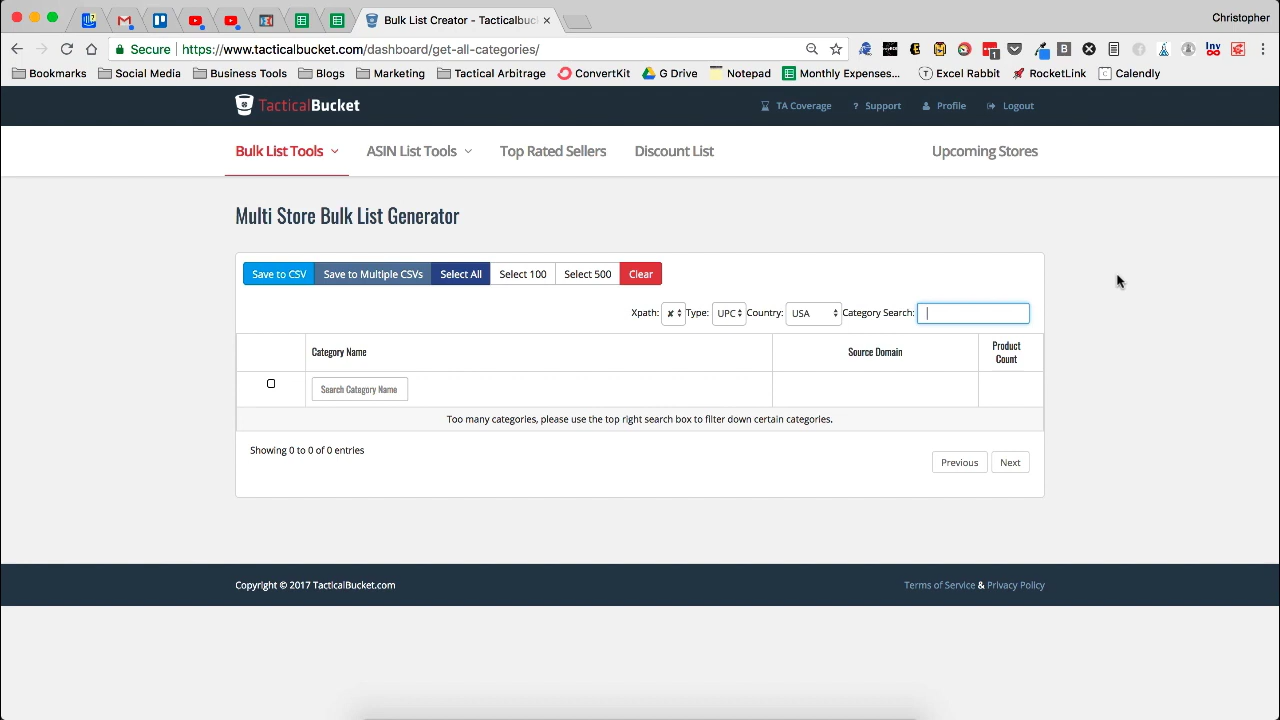 Christopher
Bulk List Creator - Tacticalbuc
Secure | https://www.tacticalbucket.com/dashboard/get-all-categories/
Bookmarks Social Media Business Tools Blogs Marketing Tactical Arbitrage ConvertKit G Drive Notepad Monthly Expenses... Excel Rabbit RocketLink Calendly
TacticalBucket TA Coverage ? Support Profile Logout
Bulk List Tools ASIN List Tools Top Rated Sellers Discount List Upcoming Stores
Multi Store Bulk List Generator
Save to CSV Save to Multiple CSVs Select All Select 100 Select 500 Clear
Xpath: ✘ Type: UPC Country: USA Category Search:
Category Name Source Domain Product Count
Search Category Name
Too many categories, please use the top right search box to filter down certain categories.
Showing 0 to 0 of 0 entries
Previous Next
Copyright © 2017 TacticalBucket.com Terms of Service & Privacy Policy